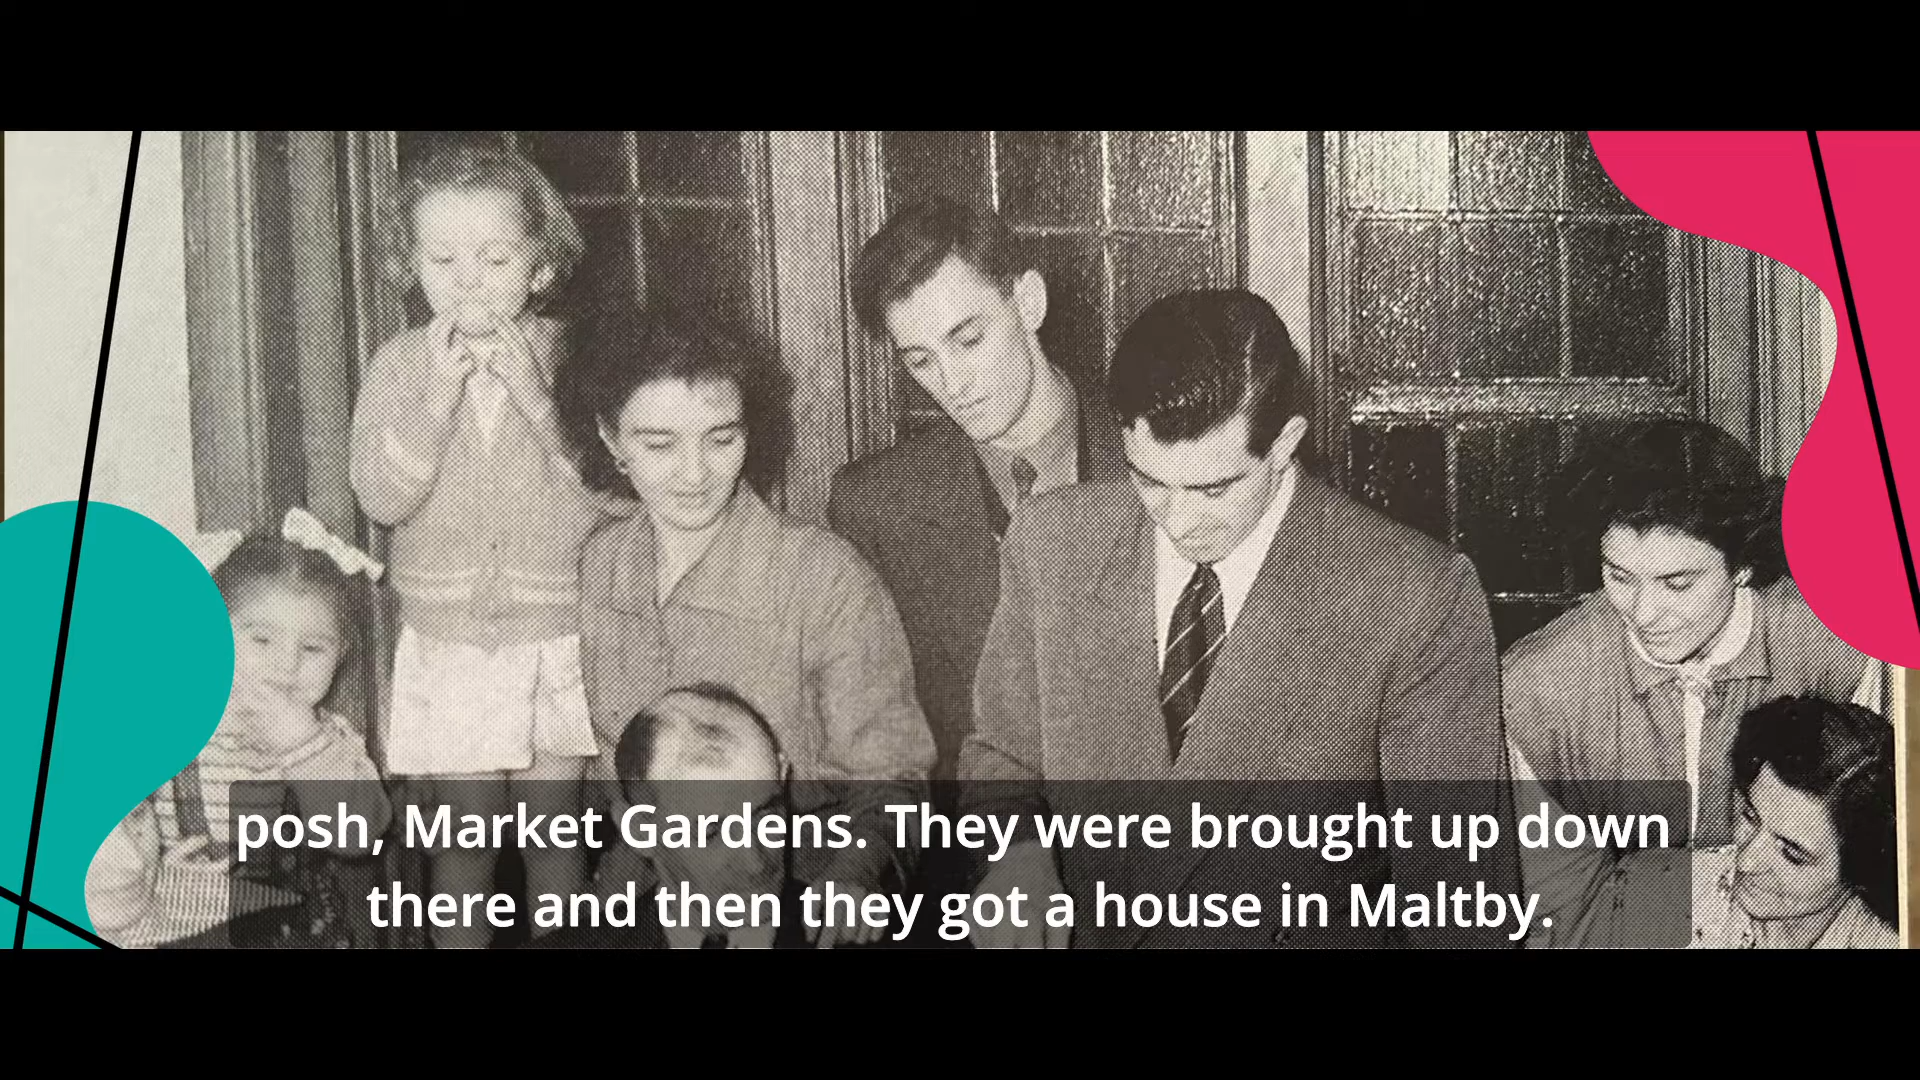 posh, Market Gardens. They were brought up down
there and then they got a house in Maltby.